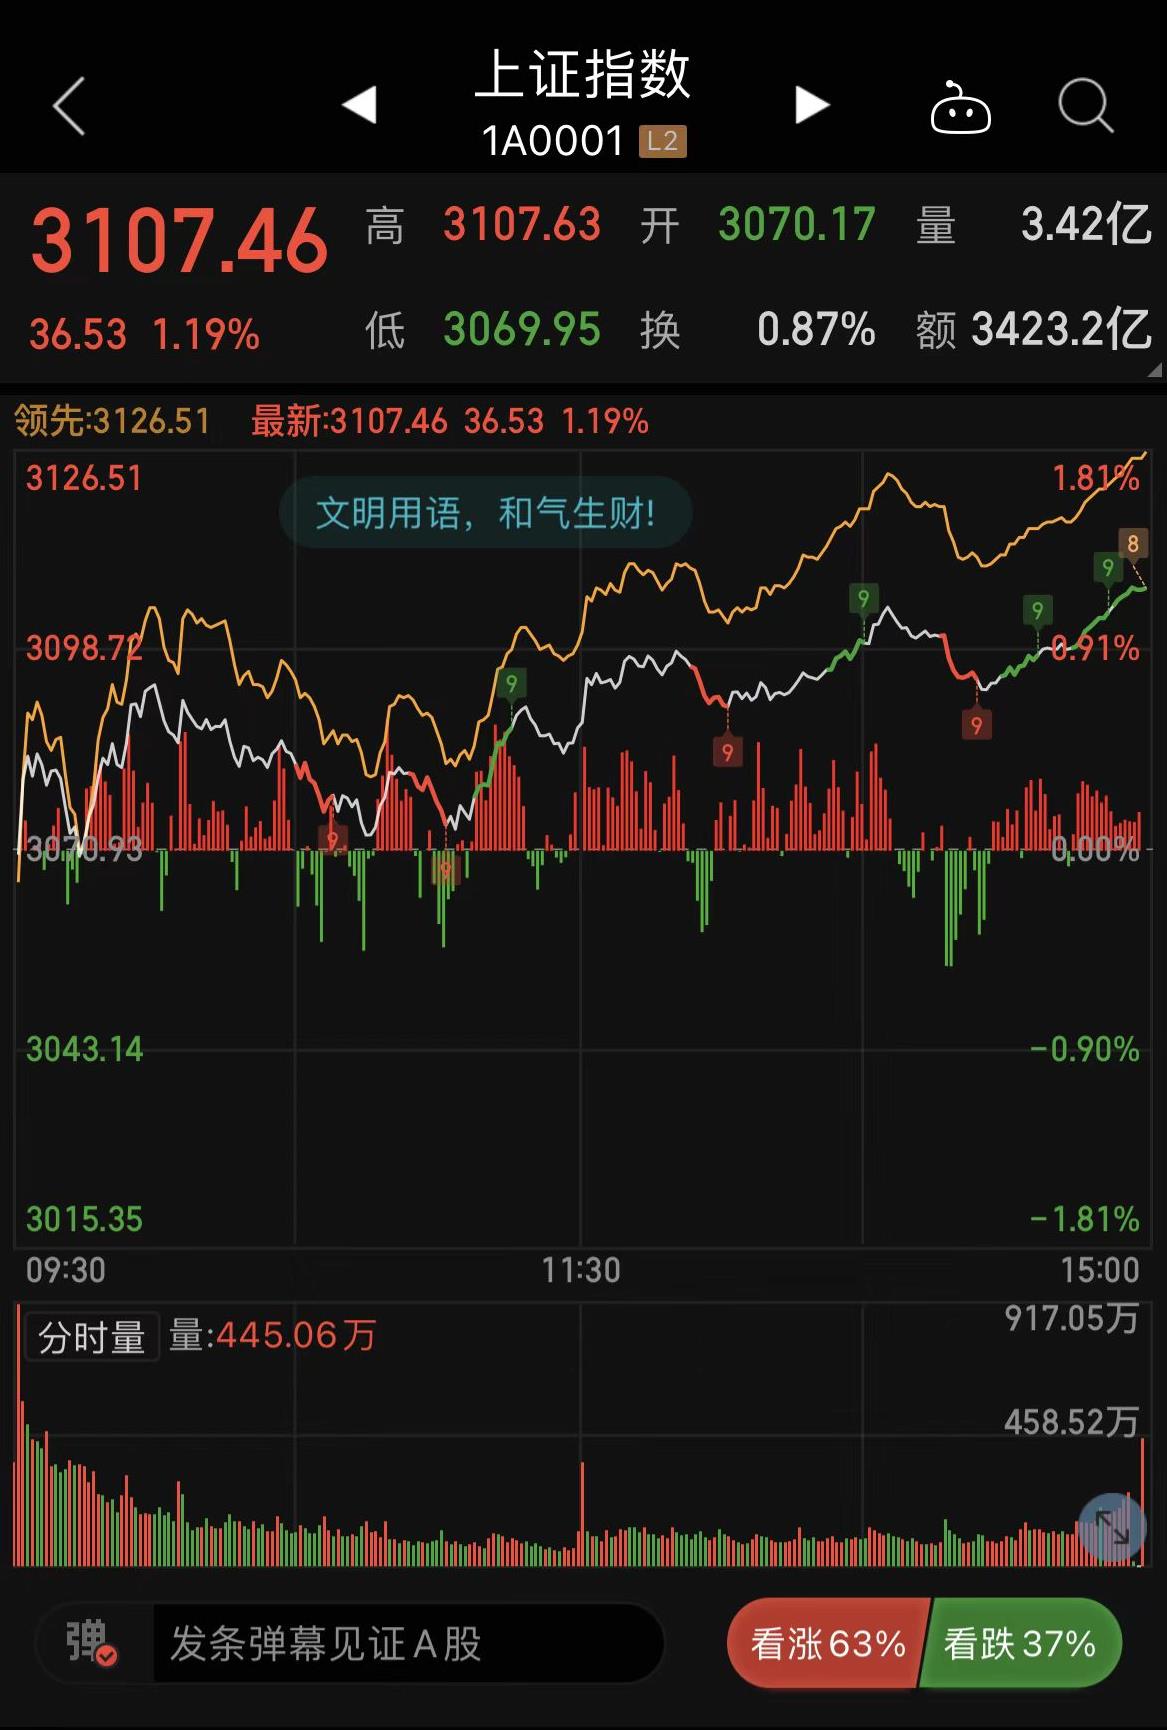 上证指数
1A0001 L2
3107.46 高 3107.63 开 3070.17 量 3.42亿
36.53 1.19% 低 3069.95 换 0.87% 额 3423.2亿
领先:3126.51 最新:3107.46 36.53 1.19%
3126.51 1.81%
文明用语，和气生财!
8
9
9
9
3098.72 0.91%
9
9
9
9
3070.93 0.00%
9
3043.14 -0.90%
3015.35 -1.81%
09:30 11:30 15:00
分时量 量:445.06万 917.05万
458.52万
弹 发条弹幕见证A股 看涨63% 看跌37%